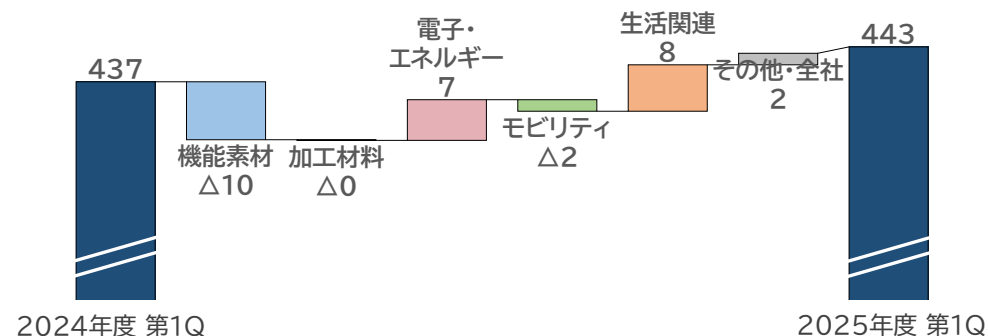 437
機能素材
△10
加工材料
△0
電子・
エネルギー
7
モビリティ
△2
生活関連
8
その他・全社
2
443
2024年度 第1Q
2025年度 第1Q